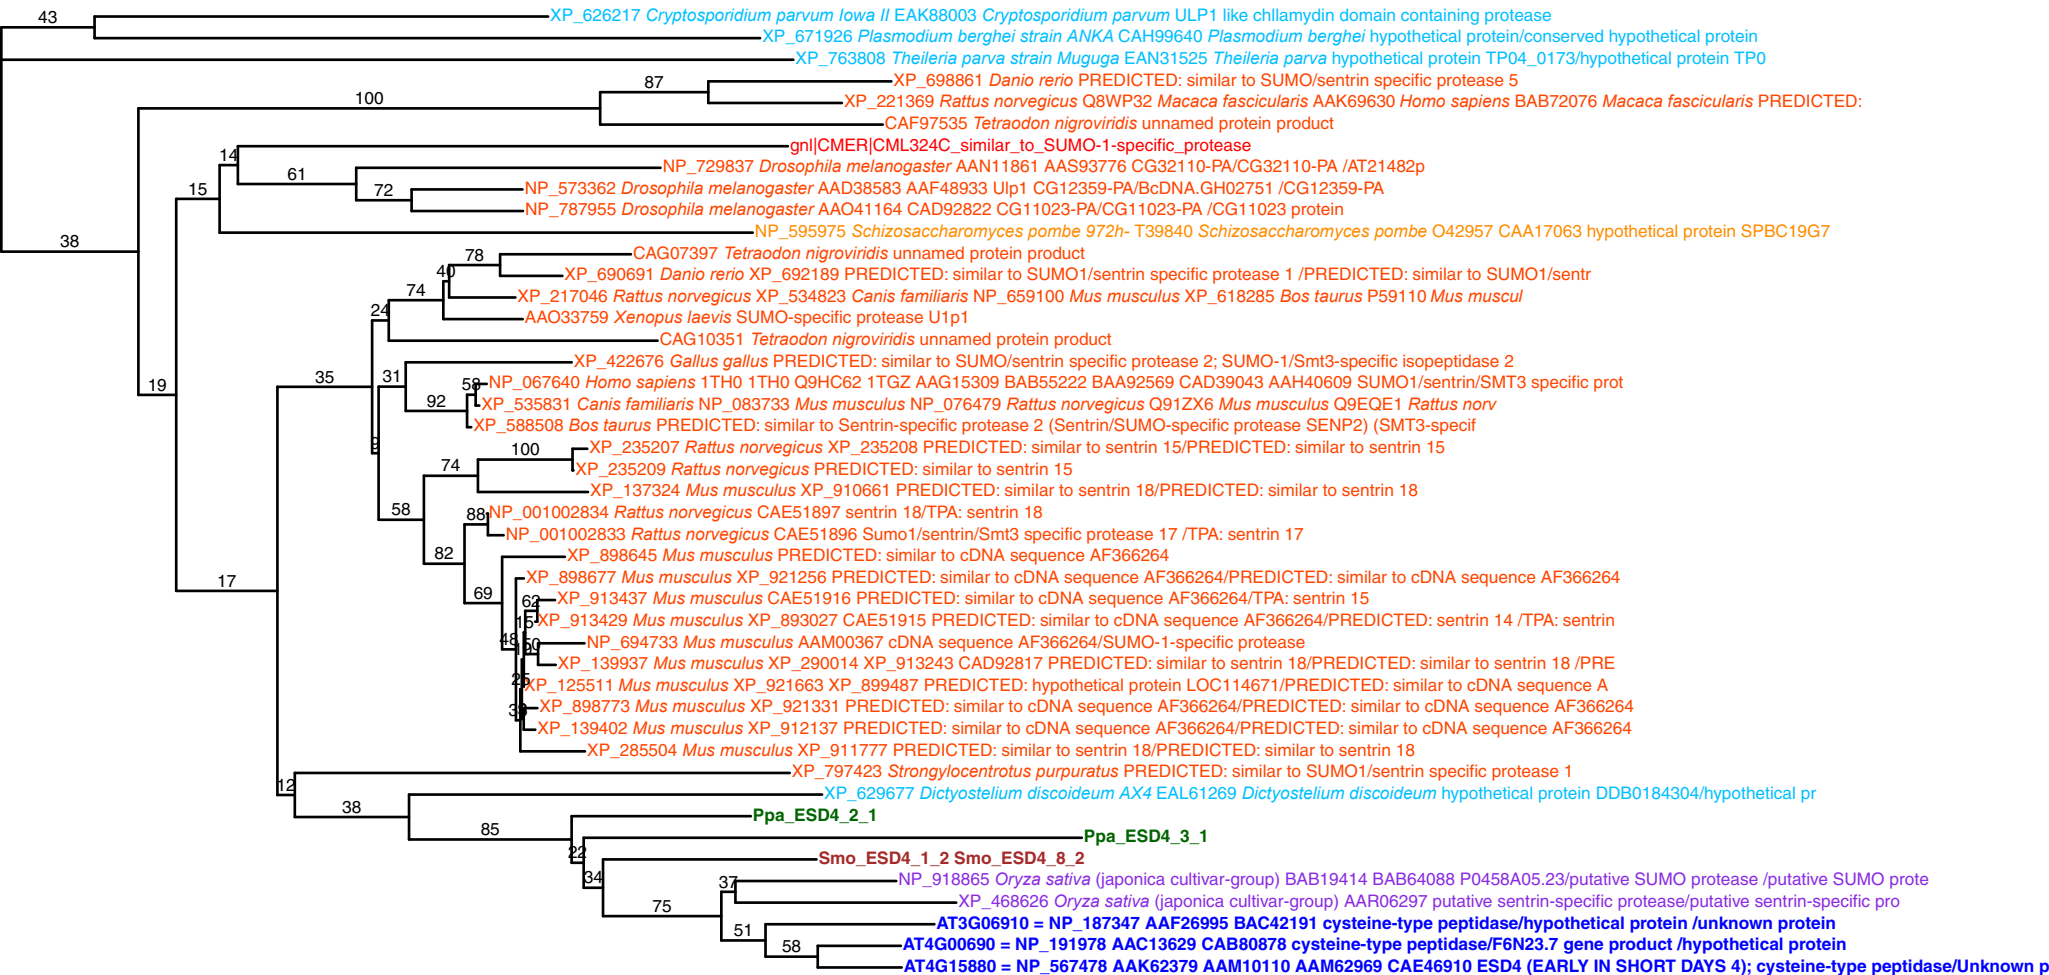 43
XP_626217 Cryptosporidium parvum Iowa II EAK88003 Cryptosporidium parvum ULP1 like chllamydin domain containing protease
XP_671926 Plasmodium berghei strain ANKA CAH99640 Plasmodium berghei hypothetical protein/conserved hypothetical protein
XP_763808 Theileria parva strain Muguga EAN31525 Theileria parva hypothetical protein TP04_0173/hypothetical protein TP0
87 XP_698861 Danio rerio PREDICTED: similar to SUMO/sentrin specific protease 5
100 XP_221369 Rattus norvegicus Q8WP32 Macaca fascicularis AAK69630 Homo sapiens BAB72076 Macaca fascicularis PREDICTED:
CAF97535 Tetraodon nigroviridis unnamed protein product
14 gnl|CMER|CML324C_similar_to_SUMO-1-specific_protease
61 NP_729837 Drosophila melanogaster AAN11861 AAS93776 CG32110-PA/CG32110-PA /AT21482p
15 72 NP_573362 Drosophila melanogaster AAD38583 AAF48933 Ulp1 CG12359-PA/BcDNA.GH02751 /CG12359-PA
NP_787955 Drosophila melanogaster AAO41164 CAD92822 CG11023-PA/CG11023-PA /CG11023 protein
38 NP_595975 Schizosaccharomyces pombe 972h- T39840 Schizosaccharomyces pombe O42957 CAA17063 hypothetical protein SPBC19G7
78 CAG07397 Tetraodon nigroviridis unnamed protein product
40 XP_690691 Danio rerio XP_692189 PREDICTED: similar to SUMO1/sentrin specific protease 1 /PREDICTED: similar to SUMO1/sentr
74 XP_217046 Rattus norvegicus XP_534823 Canis familiaris NP_659100 Mus musculus XP_618285 Bos taurus P59110 Mus muscul
24 AAO33759 Xenopus laevis SUMO-specific protease U1p1
CAG10351 Tetraodon nigroviridis unnamed protein product
XP_422676 Gallus gallus PREDICTED: similar to SUMO/sentrin specific protease 2; SUMO-1/Smt3-specific isopeptidase 2
19 35 31 58 NP_067640 Homo sapiens 1TH0 1TH0 Q9HC62 1TGZ AAG15309 BAB55222 BAA92569 CAD39043 AAH40609 SUMO1/sentrin/SMT3 specific prot
92 XP_535831 Canis familiaris NP_083733 Mus musculus NP_076479 Rattus norvegicus Q91ZX6 Mus musculus Q9EQE1 Rattus norv
XP_588508 Bos taurus PREDICTED: similar to Sentrin-specific protease 2 (Sentrin/SUMO-specific protease SENP2) (SMT3-specif
9 100 XP_235207 Rattus norvegicus XP_235208 PREDICTED: similar to sentrin 15/PREDICTED: similar to sentrin 15
74 XP_235209 Rattus norvegicus PREDICTED: similar to sentrin 15
XP_137324 Mus musculus XP_910661 PREDICTED: similar to sentrin 18/PREDICTED: similar to sentrin 18
58 88 NP_001002834 Rattus norvegicus CAE51897 sentrin 18/TPA: sentrin 18
NP_001002833 Rattus norvegicus CAE51896 Sumo1/sentrin/Smt3 specific protease 17 /TPA: sentrin 17
82 XP_898645 Mus musculus PREDICTED: similar to cDNA sequence AF366264
17 XP_898677 Mus musculus XP_921256 PREDICTED: similar to cDNA sequence AF366264/PREDICTED: similar to cDNA sequence AF366264
69 62 XP_913437 Mus musculus CAE51916 PREDICTED: similar to cDNA sequence AF366264/TPA: sentrin 15
15 XP_913429 Mus musculus XP_893027 CAE51915 PREDICTED: similar to cDNA sequence AF366264/PREDICTED: sentrin 14 /TPA: sentrin
48 50 NP_694733 Mus musculus AAM00367 cDNA sequence AF366264/SUMO-1-specific protease
XP_139937 Mus musculus XP_290014 XP_913243 CAD92817 PREDICTED: similar to sentrin 18/PREDICTED: similar to sentrin 18 /PRE
XP_125511 Mus musculus XP_921663 XP_899487 PREDICTED: hypothetical protein LOC114671/PREDICTED: similar to cDNA sequence A
XP_898773 Mus musculus XP_921331 PREDICTED: similar to cDNA sequence AF366264/PREDICTED: similar to cDNA sequence AF366264
XP_139402 Mus musculus XP_912137 PREDICTED: similar to cDNA sequence AF366264/PREDICTED: similar to cDNA sequence AF366264
XP_285504 Mus musculus XP_911777 PREDICTED: similar to sentrin 18/PREDICTED: similar to sentrin 18
12 XP_797423 Strongylocentrotus purpuratus PREDICTED: similar to SUMO1/sentrin specific protease 1
38 XP_629677 Dictyostelium discoideum AX4 EAL61269 Dictyostelium discoideum hypothetical protein DDB0184304/hypothetical pr
Ppa_ESD4_2_1
85 Ppa_ESD4_3_1
22 Smo_ESD4_1_2 Smo_ESD4_8_2
34 37 NP_918865 Oryza sativa (japonica cultivar-group) BAB19414 BAB64088 P0458A05.23/putative SUMO protease /putative SUMO prote
75 XP_468626 Oryza sativa (japonica cultivar-group) AAR06297 putative sentrin-specific protease/putative sentrin-specific pro
51 AT3G06910 = NP_187347 AAF26995 BAC42191 cysteine-type peptidase/hypothetical protein /unknown protein
58 AT4G00690 = NP_191978 AAC13629 CAB80878 cysteine-type peptidase/F6N23.7 gene product /hypothetical protein
AT4G15880 = NP_567478 AAK62379 AAM10110 AAM62969 CAE46910 ESD4 (EARLY IN SHORT DAYS 4); cysteine-type peptidase/Unknown p